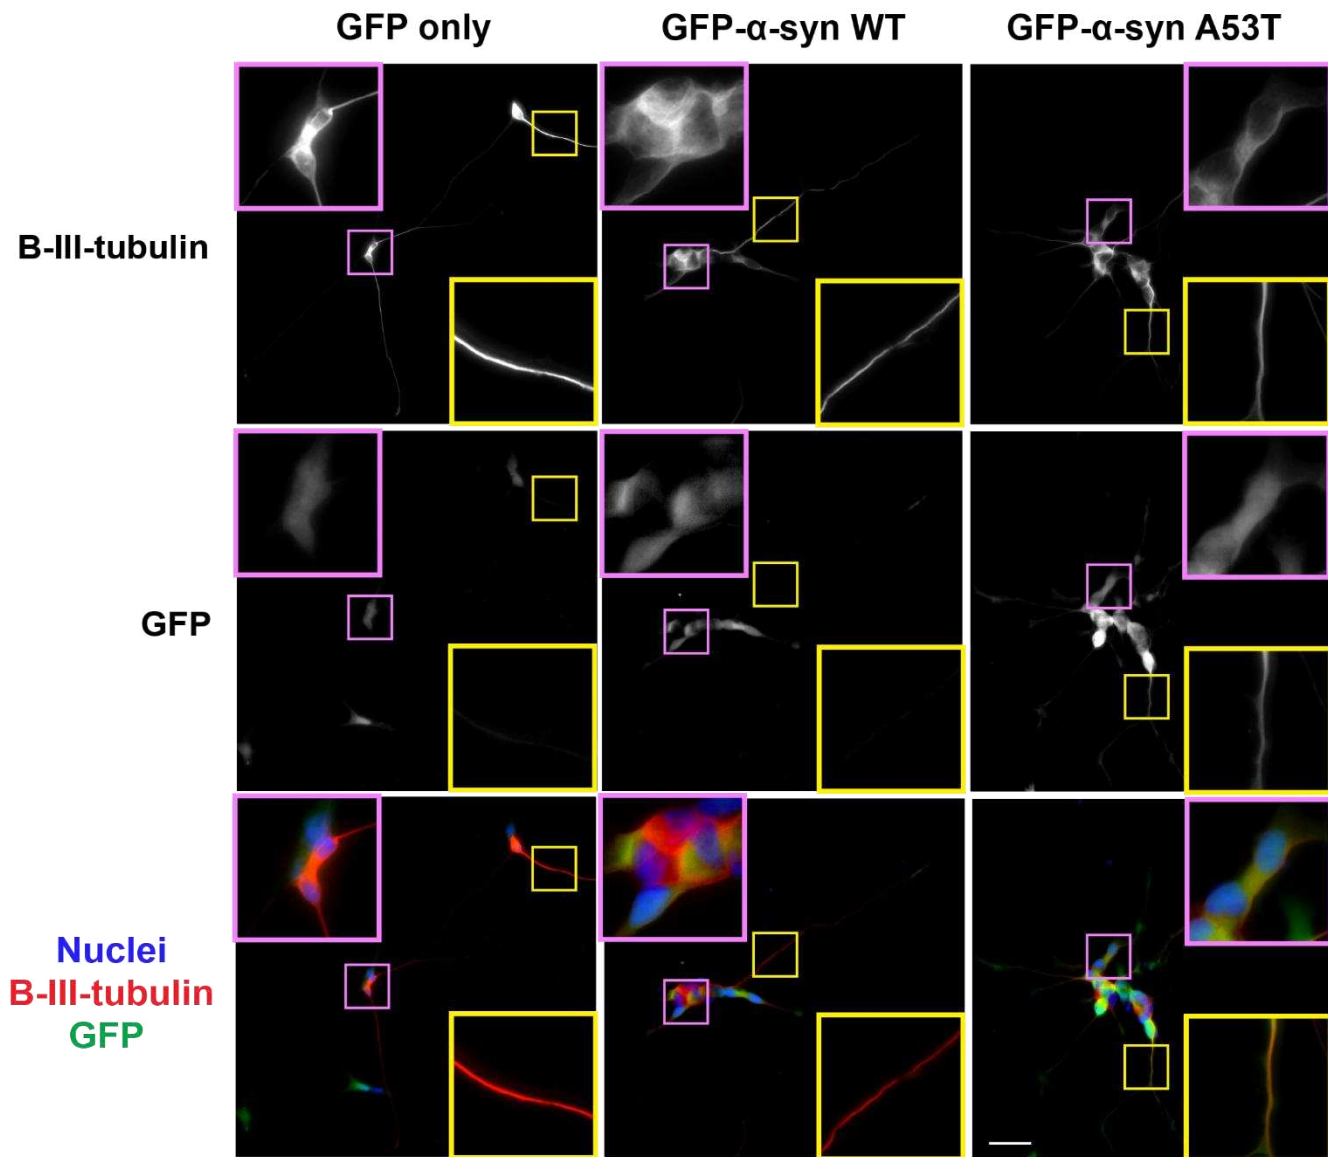 GFP only
GFP-α-syn WT
GFP-α-syn A53T
B-III-tubulin
GFP
Nuclei
B-III-tubulin
GFP